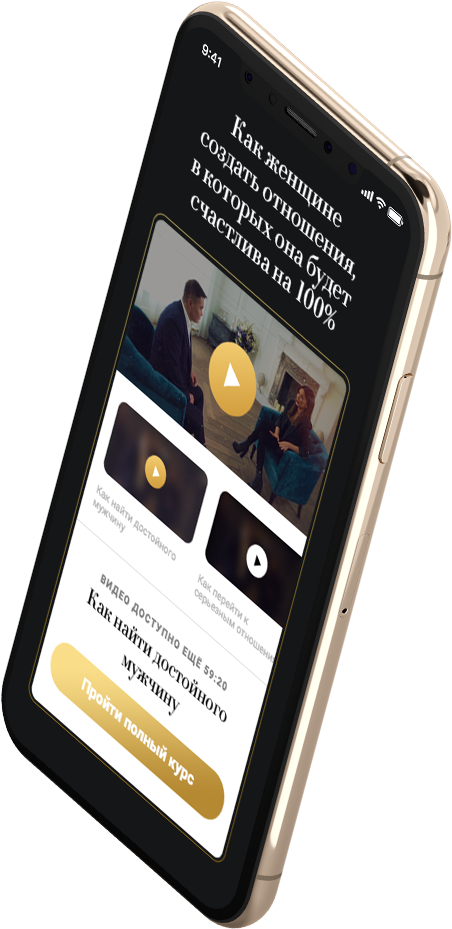 9:41
Как женщине
создать отношения,
в которых она будет
счастлива на 100%
Как найти достойного
мужчину
Как перейти к
серьезным отношени
ВИДЕО ДОСТУПНО ЕЩЁ 59:20
Как найти достойного
мужчину
Пройти полный курс